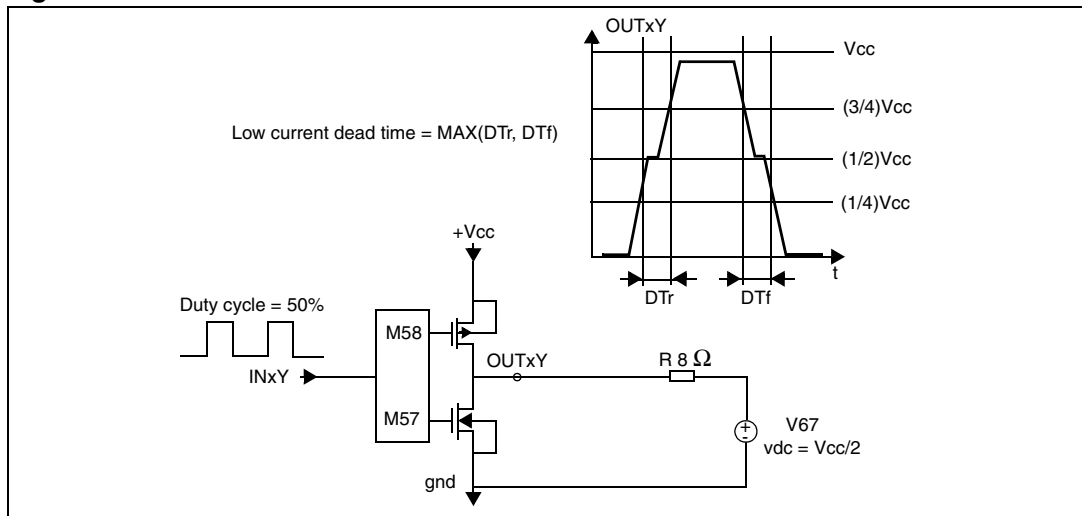 OUTxY
Vcc
(3/4)Vcc
Low current dead time = MAX(DTr, DTf)
(1/2)Vcc
(1/4)Vcc
+Vcc
t
DTr
DTf
Duty cycle = 50%
M58
OUTxY
R 8 Ω
INxY
M57
+
-
V67
vdc = Vcc/2
gnd